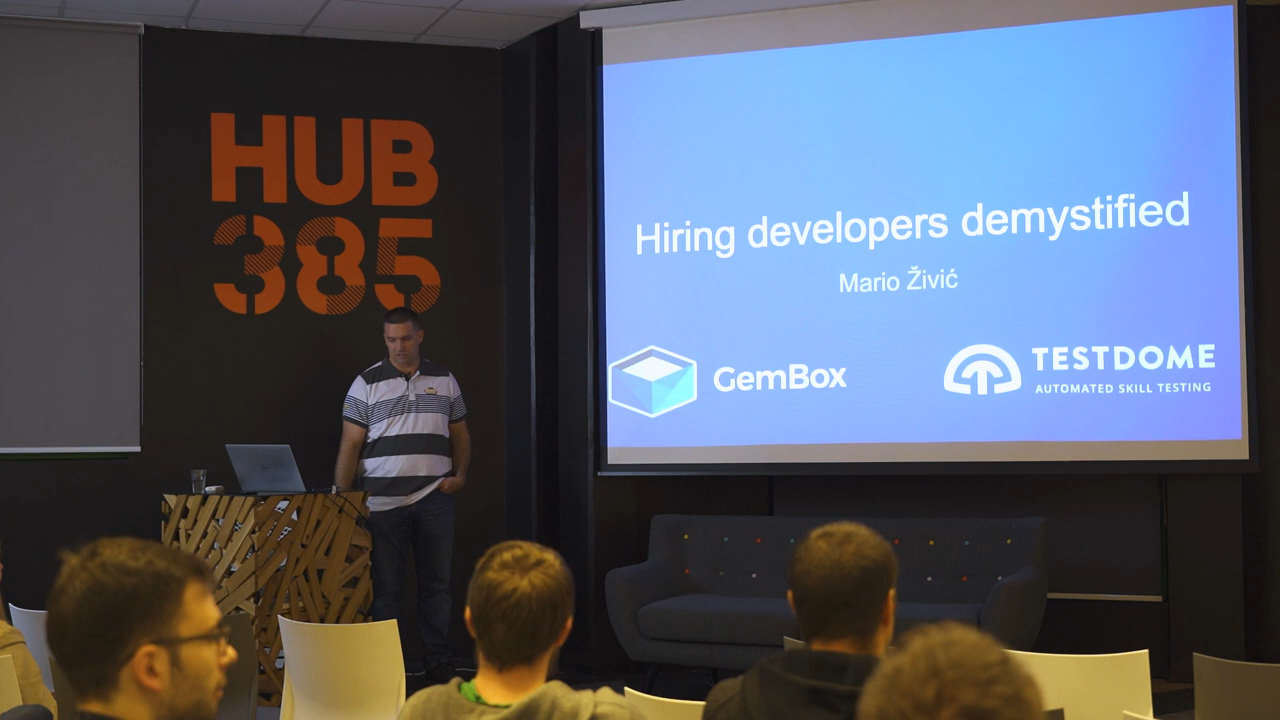 HUB
385
Hiring developers demystified
Mario Živić
GemBox
TESTDOME
AUTOMATED SKILL TESTING